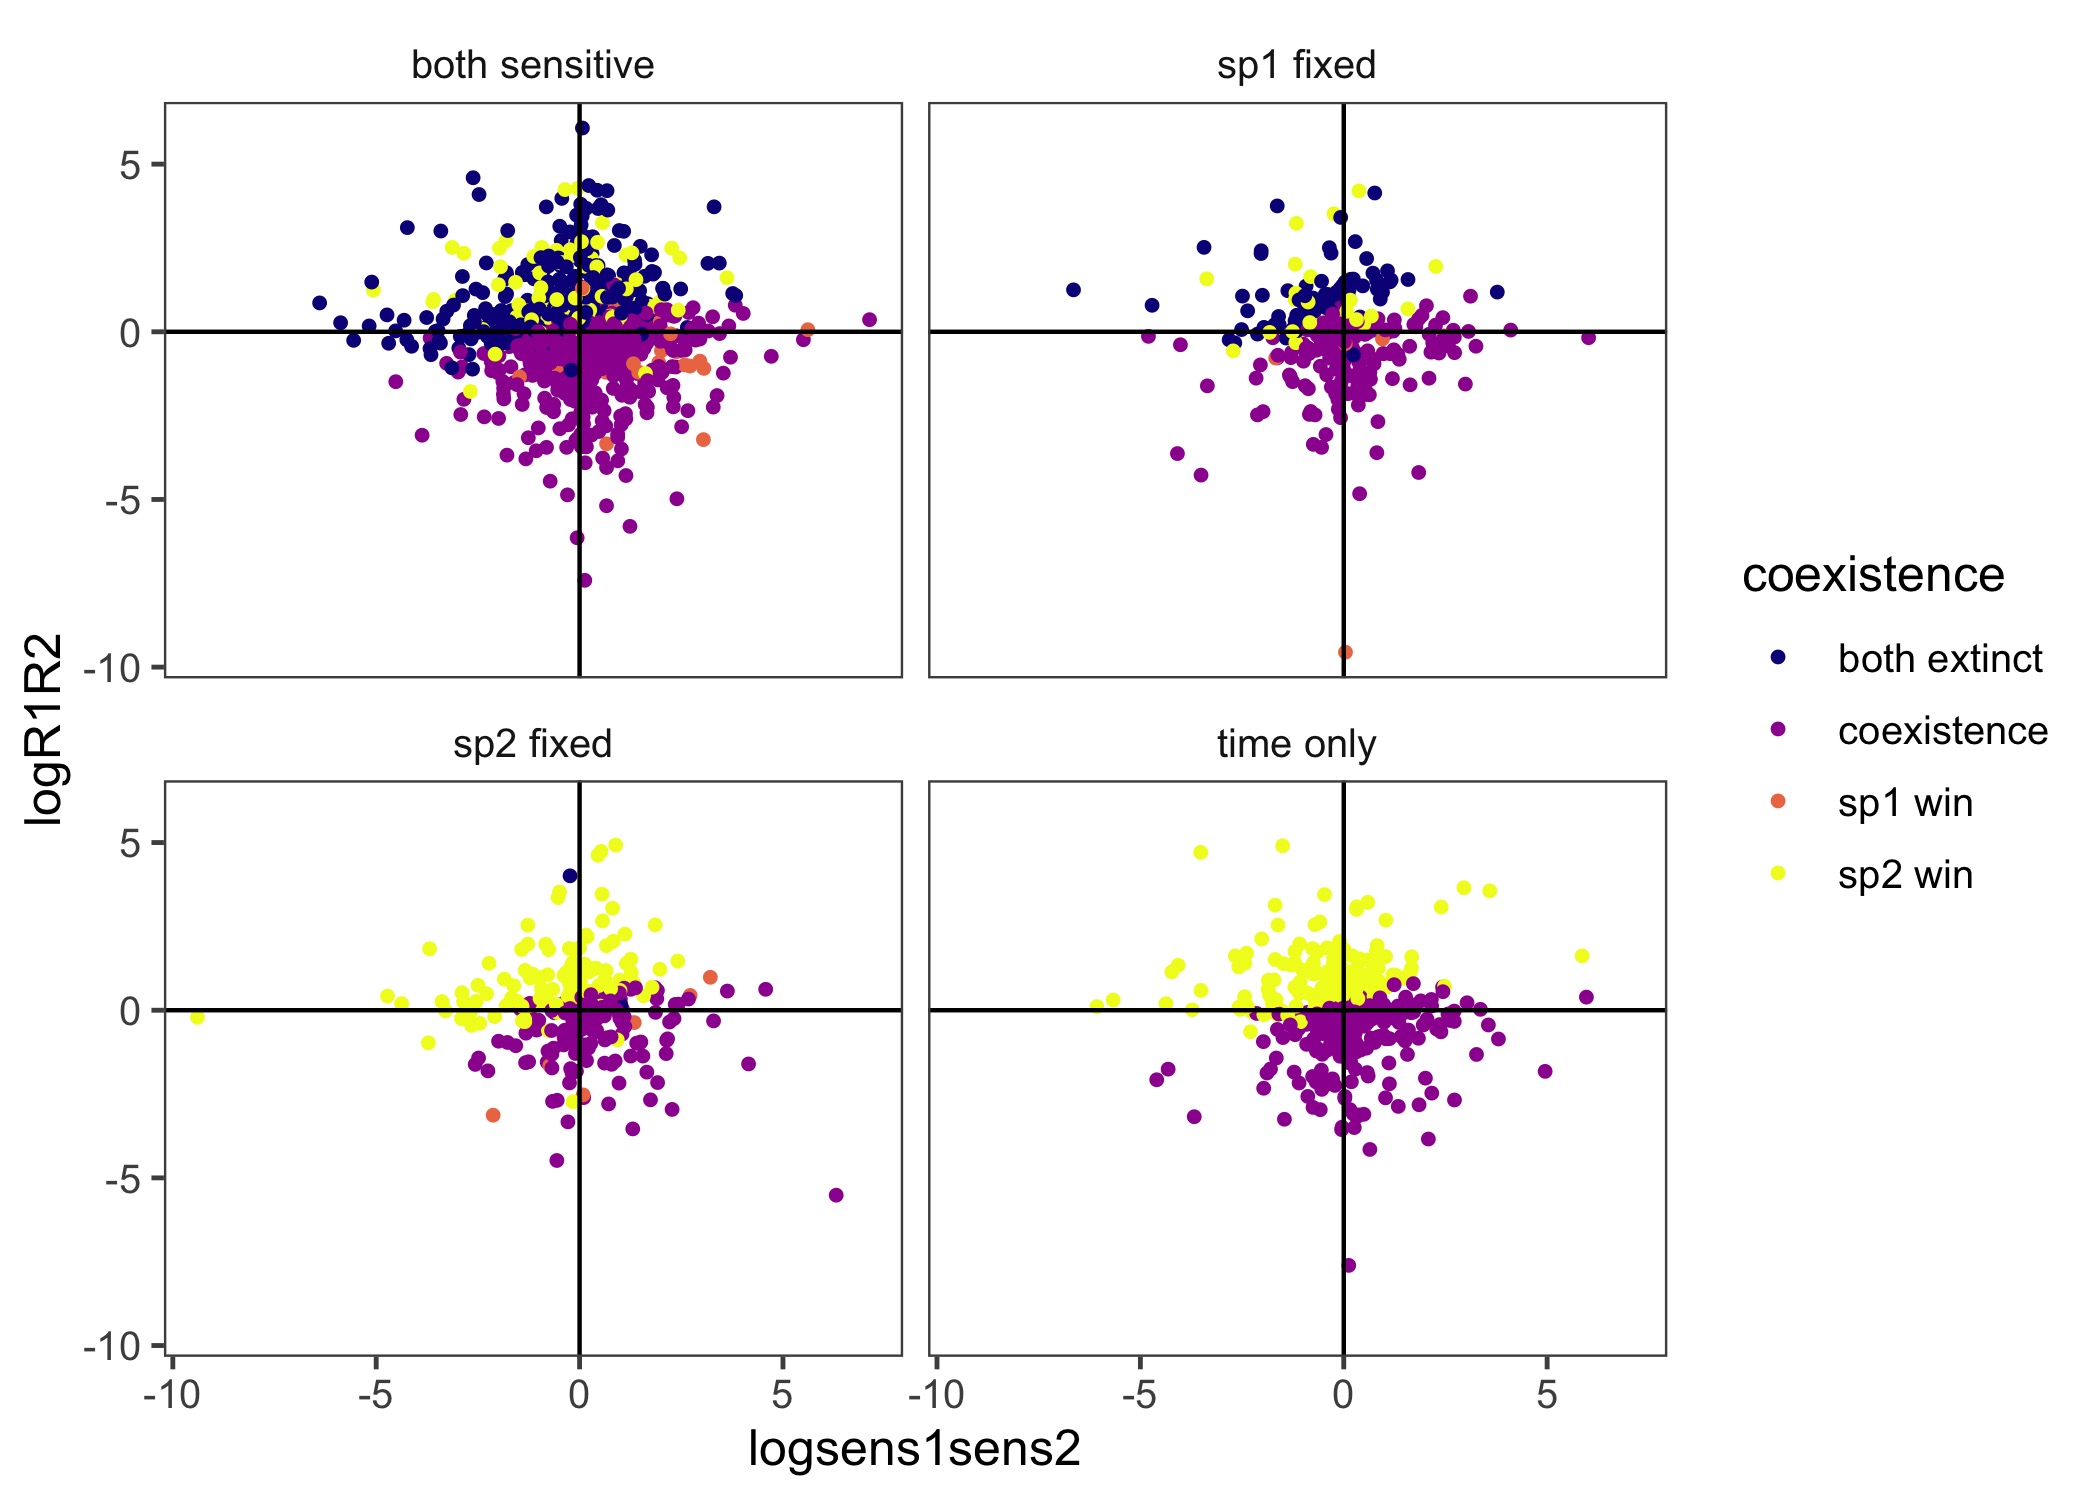 both sensitive
sp1 fixed
5
0
-5
-10
logR1R2
sp2 fixed
time only
5
0
-5
-10
-10
-5
0
5
-10
-5
0
5
logsens1sens2
coexistence
both extinct
coexistence
sp1 win
sp2 win